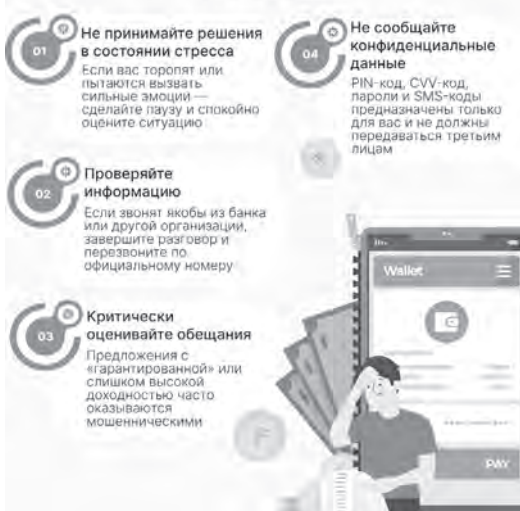 01
Не принимайте решения
в состоянии стресса
Если вас торопят или
пытаются вызвать
сильные эмоции —
сделайте паузу и спокойно
оцените ситуацию
02
Проверяйте
информацию
Если звонят якобы из банка
или другой организации,
завершите разговор и
перезвоните по
официальному номеру
03
Критически
оценивайте обещания
Предложения с
«гарантированной» или
слишком высокой
доходностью часто
оказываются
мошенническими
04
Не сообщайте
конфиденциальные
данные
PIN-код, CVV-код,
пароли и SMS-коды
предназначены только
для вас и не должны
передаваться третьим
лицам
Wallet
PAY